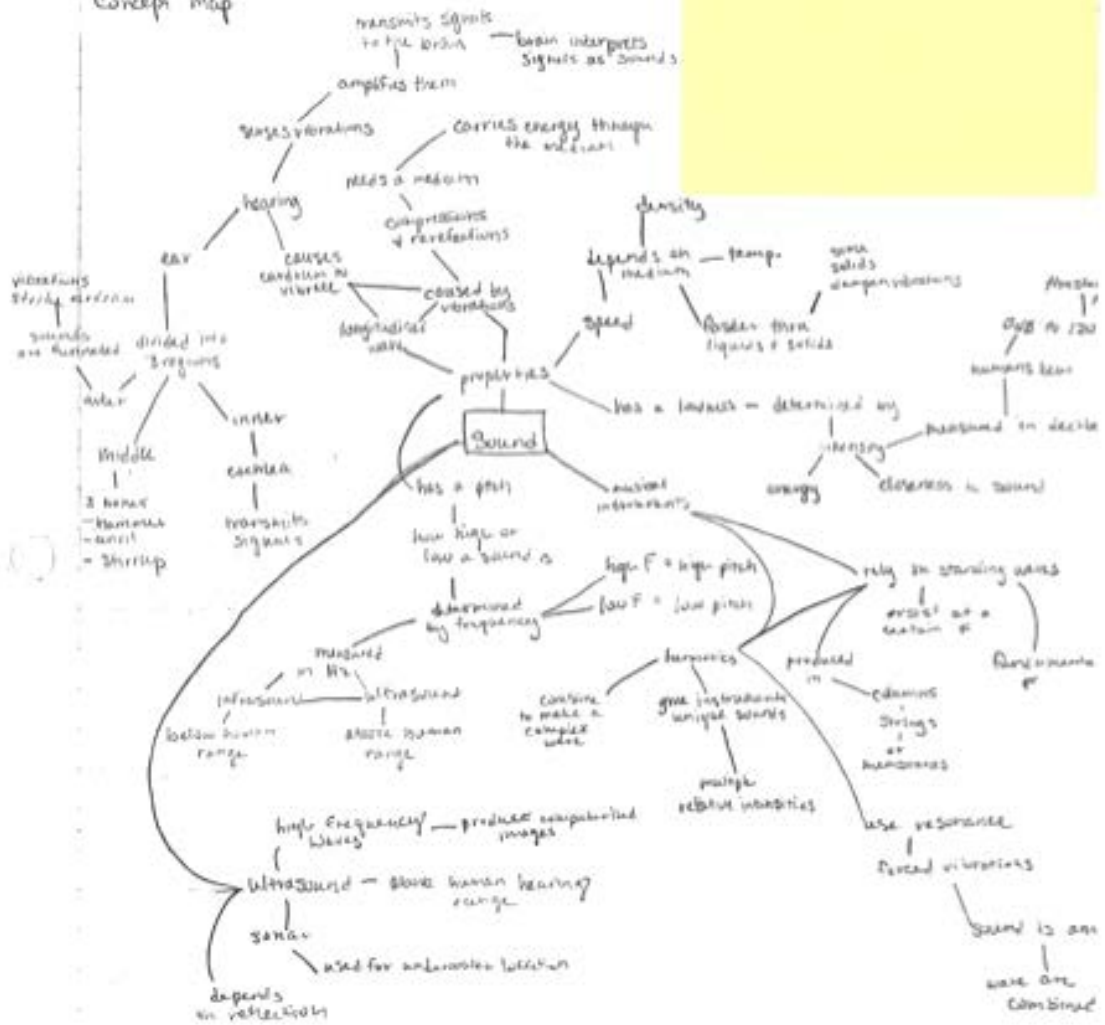 Concept Map
transmits signals
to the brain
brain interprets
signals as sounds
amplifies them
senses vibrations
carries energy through
the medium
needs a medium
hearing
compressions
& rarefactions
density
depends on
medium
temp.
some
solids
dampen vibrations
ear
causes
eardrum to
vibrate
caused by
vibrations
longitudinal
wave
speed
faster thru
liquids + solids
vibrations
sounds
divided into
3 regions
properties
humans hear
outer
inner
middle
cochlea
3 bones
- hammer
- anvil
- stirrup
transmits
signals
Sound
has a loudness
determined by
intensity
measured in decibe
energy
closeness to sound
has a pitch
musical
instruments
how high or
low a sound is
high F = high pitch
low F = low pitch
determined
by frequency
rely on standing waves
exist at a
certain F
measured
in Hz
infrasound
ultrasound
below human
range
above human
range
harmonics
combine
to make a
complex
wave
give instruments
unique sounds
multiple
relative intensities
produced
in
columns
strings
or
membranes
use resonance
forced vibrations
sound is am
wave are
combined
high frequency
waves
produce computerized
images
ultrasound – above human hearing
range
sonar
used for underwater location
depends
on reflection